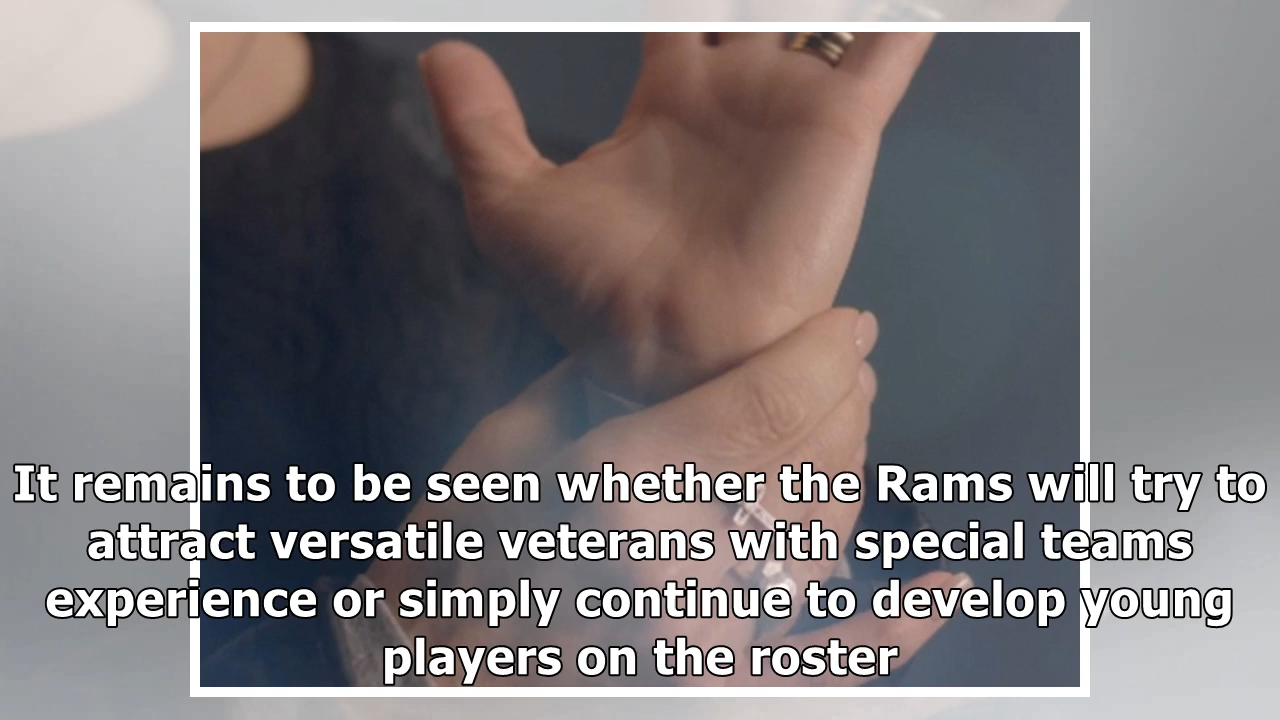 It remains to be seen whether the Rams will try to
attract versatile veterans with special teams
experience or simply continue to develop young
players on the roster